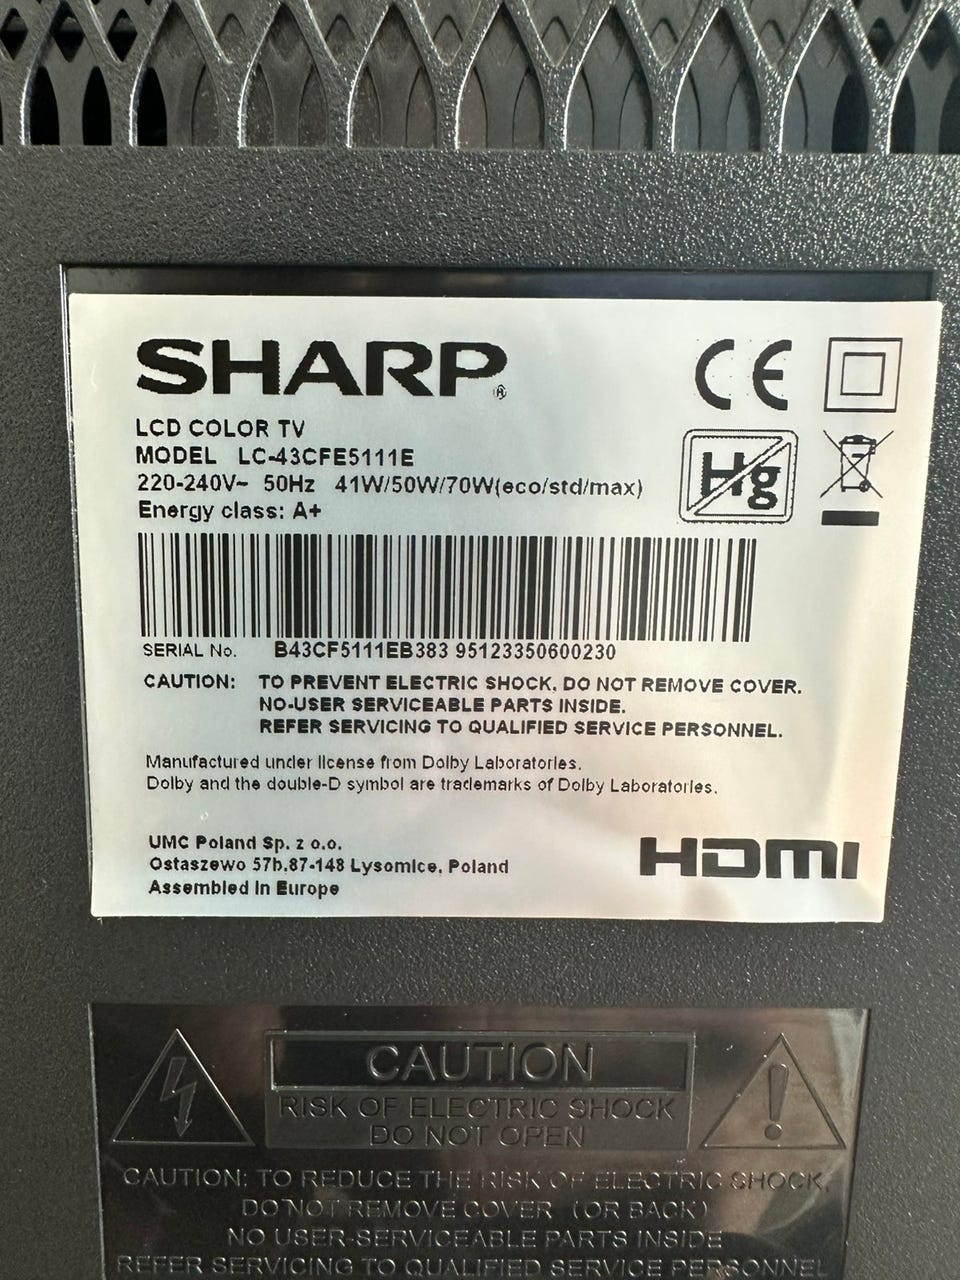 SHARP®
LCD COLOR TV
MODEL LC-43CFE5111E
220-240V~ 50Hz 41W/50W/70W(eco/std/max)
Energy class: A+
CE
Hg
SERIAL No. B43CF5111EB383 95123350600230
CAUTION: TO PREVENT ELECTRIC SHOCK, DO NOT REMOVE COVER.
NO-USER SERVICEABLE PARTS INSIDE.
REFER SERVICING TO QUALIFIED SERVICE PERSONNEL.
Manufactured under license from Dolby Laboratories.
Dolby and the double-D symbol are trademarks of Dolby Laboratories.
UMC Poland Sp. z o.o.
Ostaszewo 57b,87-148 Lysomice, Poland
Assembled in Europe
HDMI
CAUTION
RISK OF ELECTRIC SHOCK
DO NOT OPEN
CAUTION: TO REDUCE THE RISK OF ELECTRIC SHOCK,
DO NOT REMOVE COVER (OR BACK)
NO USER-SERVICEABLE PARTS INSIDE
REFER SERVICING TO QUALIFIED SERVICE PERSONNEL